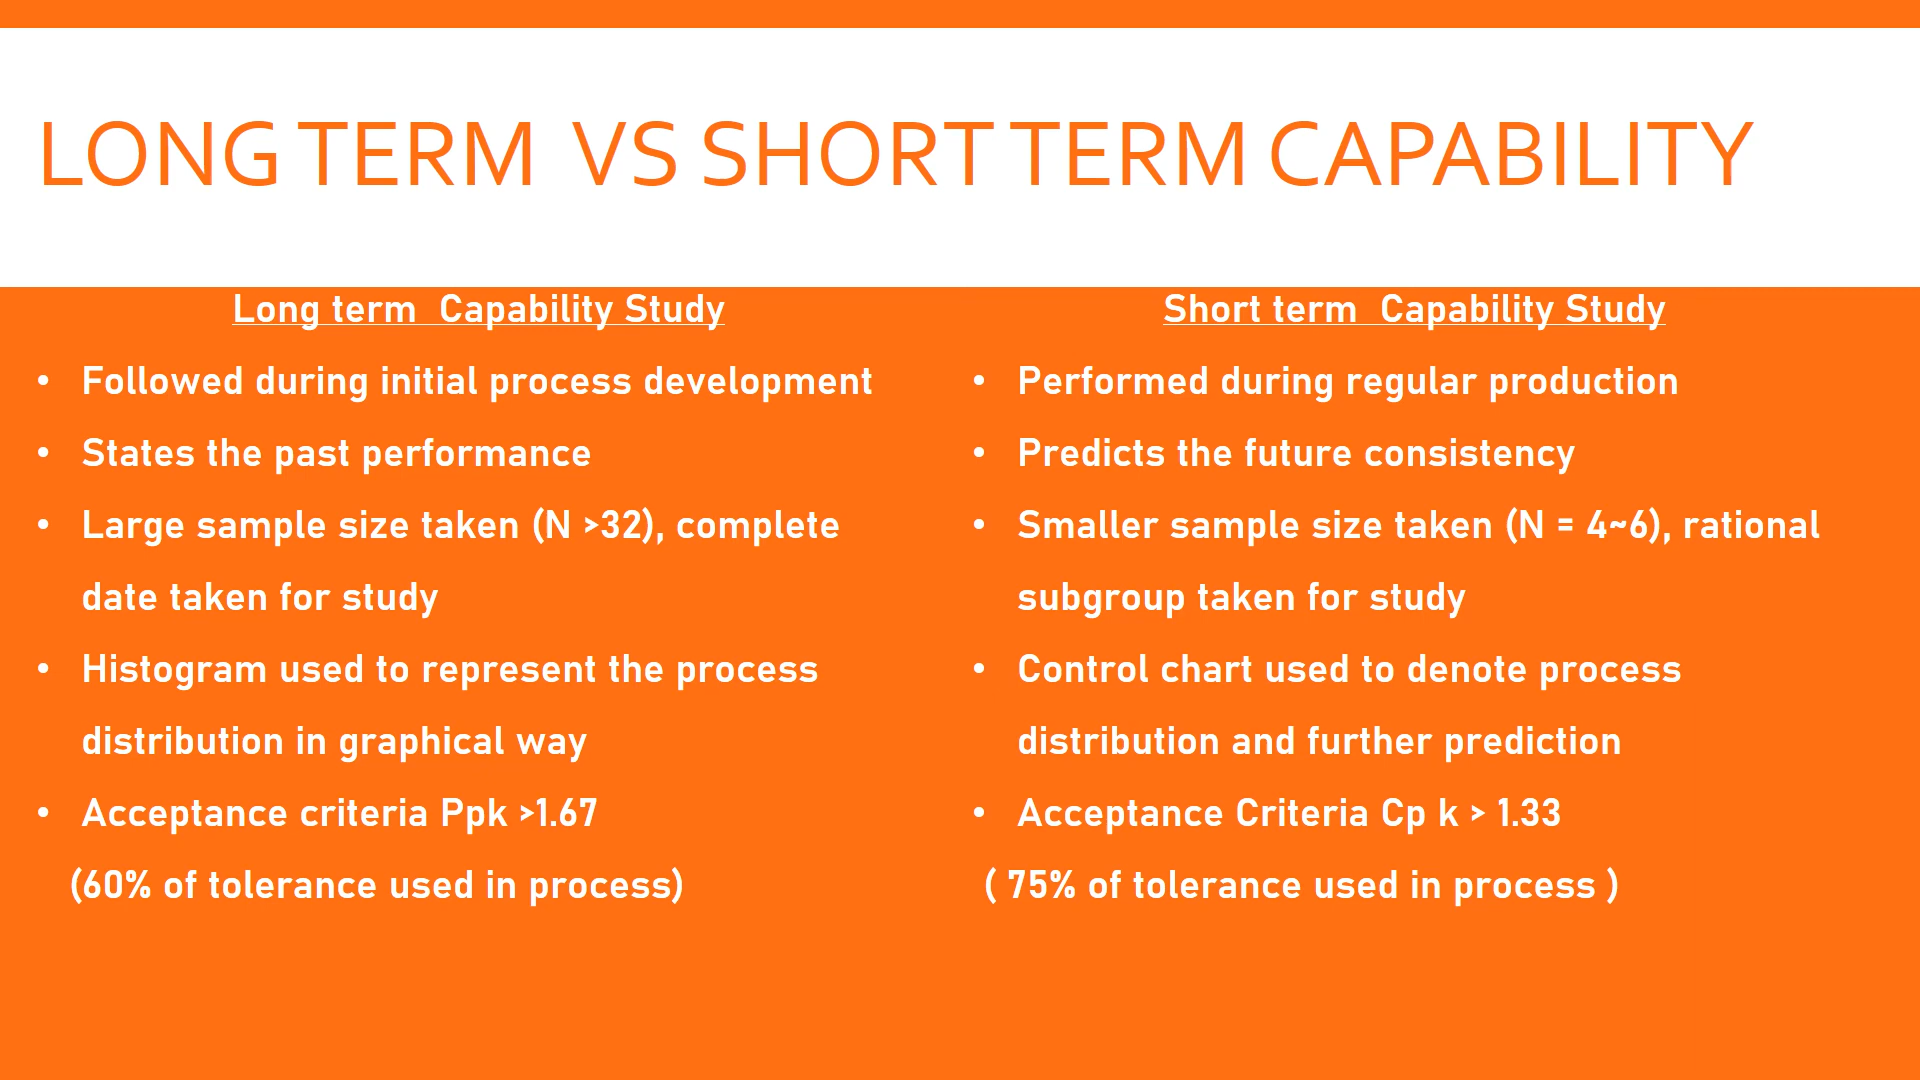 LONG TERM  VS SHORT TERM CAPABILITY
Long term  Capability Study
• Followed during initial process development
• States the past performance
• Large sample size taken (N >32), complete
date taken for study
• Histogram used to represent the process
distribution in graphical way
• Acceptance criteria Ppk >1.67
(60% of tolerance used in process)
Short term  Capability Study
• Performed during regular production
• Predicts the future consistency
• Smaller sample size taken (N = 4~6), rational
subgroup taken for study
• Control chart used to denote process
distribution and further prediction
• Acceptance Criteria Cp k > 1.33
( 75% of tolerance used in process )